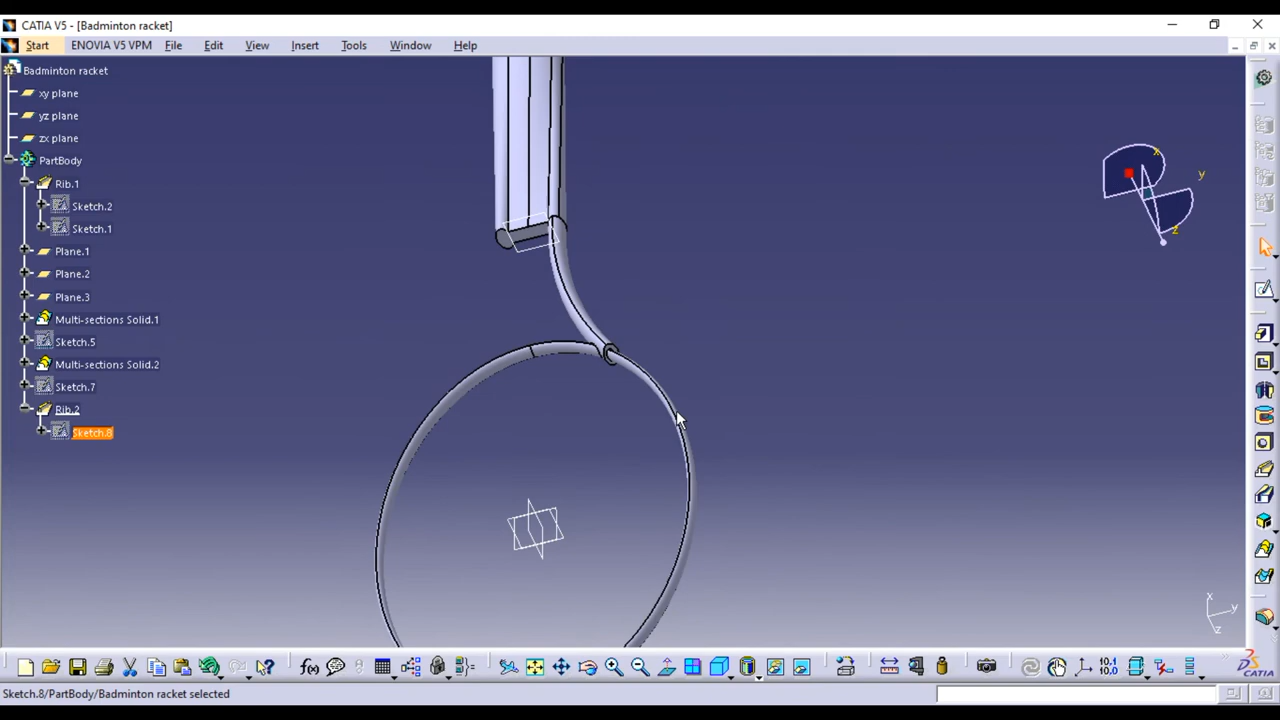 CATIA V5 - [Badminton racket]
Start
ENOVIA V5 VPM
File
Edit
View
Insert
Tools
Window
Help
Badminton racket
xy plane
yz plane
zx plane
PartBody
Rib.1
Sketch.2
Sketch.1
Plane.1
Plane.2
Plane.3
Multi-sections Solid.1
Sketch.5
Multi-sections Solid.2
Sketch.7
Rib.2
Sketch.8
x
y
z
x
y
z
f(x)
10,0
CATIA
Sketch.8/PartBody/Badminton racket selected